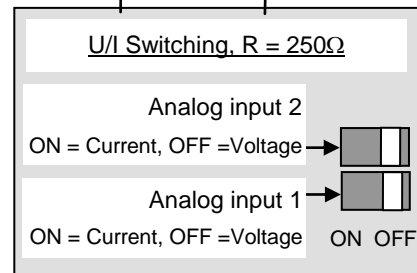 U/I Switching, R = 250Ω
Analog input 2
ON = Current, OFF =Voltage
Analog input 1
ON = Current, OFF =Voltage
ON OFF